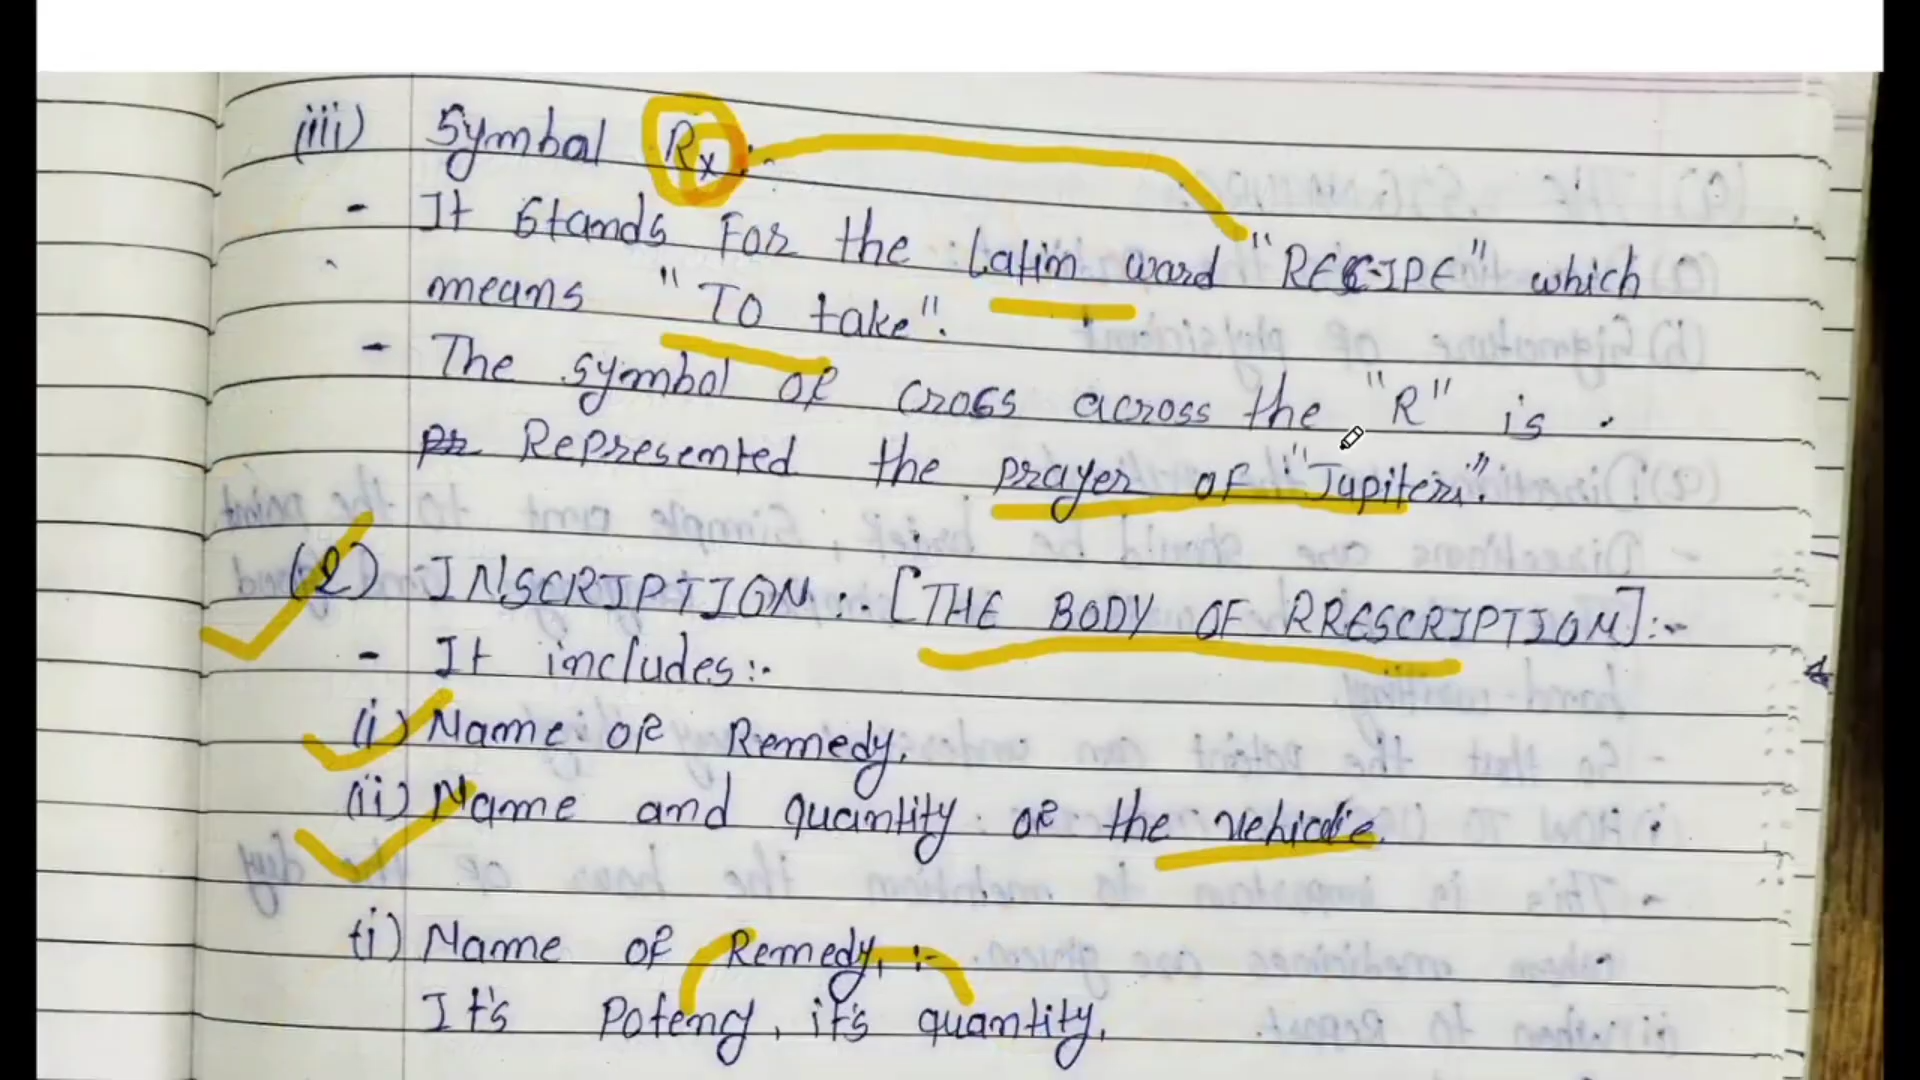 (iii) Symbol Rx :-
- It stands for the Latin word "RECIPE" which
means "TO take".
- The symbol of cross across the "R" is
Represented the prayer of "Jupiter".
(2) INSCRIPTION :- [THE BODY OF PRESCRIPTION]:-
- It includes:-
(i) Name of Remedy.
(ii) Name and quantity of the vehicle.
(i) Name of Remedy, :-
It's Potency, it's quantity.